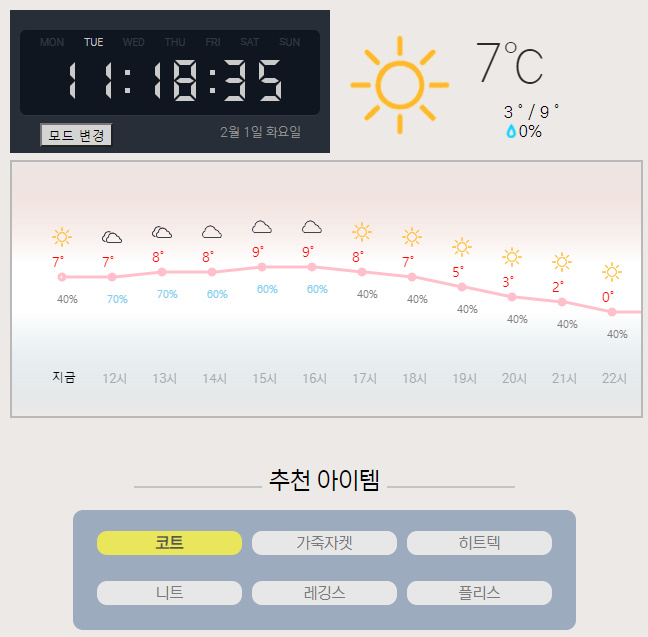 MON TUE WED THU FRI SAT SUN
11:18:35
모드 변경 2월 1일 화요일
7℃
3˚ / 9˚
0%
7˚ 7˚ 8˚ 8˚ 9˚ 9˚ 8˚ 7˚ 5˚ 3˚ 2˚ 0˚
40% 70% 70% 60% 60% 60% 40% 40% 40% 40% 40% 40%
지금 12시 13시 14시 15시 16시 17시 18시 19시 20시 21시 22시
추천 아이템
코트 가죽자켓 히트텍
니트 레깅스 플리스